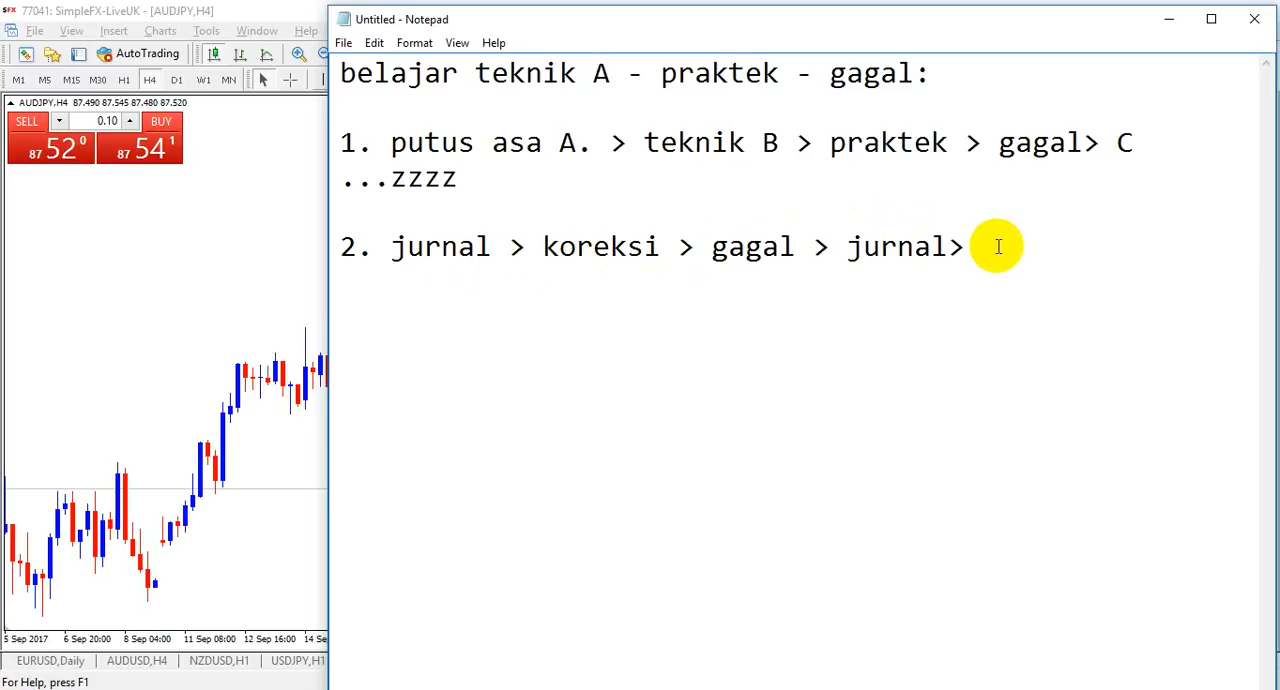 $FX 77041: SimpleFX-LiveUK - [AUDJPY,H4]
File View Insert Charts Tools Window Help
AutoTrading
M1 M5 M15 M30 H1 H4 D1 W1 MN
AUDJPY,H4 87.490 87.545 87.480 87.520
SELL 0.10 BUY
87 52 0 87 54 1
5 Sep 2017 6 Sep 20:00 8 Sep 04:00 11 Sep 08:00 12 Sep 16:00 14 Se
EURUSD,Daily AUDUSD,H4 NZDUSD,H1 USDJPY,H1
For Help, press F1
Untitled - Notepad
File Edit Format View Help
belajar teknik A - praktek - gagal:
1. putus asa A. > teknik B > praktek > gagal> C
...zzzz
2. jurnal > koreksi > gagal > jurnal>